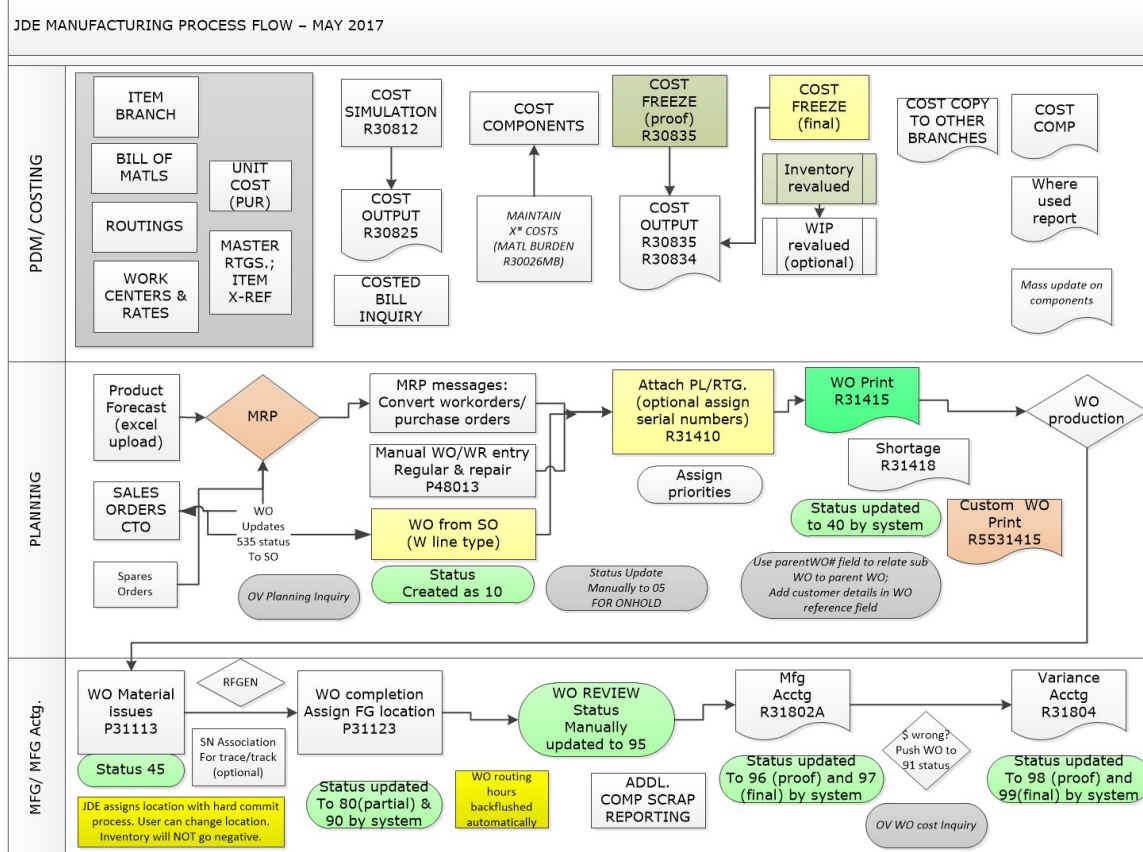 JDE MANUFACTURING PROCESS FLOW – MAY 2017
PDM/ COSTING
ITEM
BRANCH
BILL OF
MATLS
ROUTINGS
WORK
CENTERS &
RATES
UNIT
COST
(PUR)
MASTER
RTGS.;
ITEM
X-REF
COST
SIMULATION
R30812
COST
OUTPUT
R30825
COSTED
BILL
INQUIRY
COST
COMPONENTS
MAINTAIN
X* COSTS
(MATL BURDEN
R30026MB)
COST
FREEZE
(proof)
R30835
COST
OUTPUT
R30835
R30834
COST
FREEZE
(final)
Inventory
revalued
WIP
revalued
(optional)
COST COPY
TO OTHER
BRANCHES
COST
COMP
Where
used
report
Mass update on
components
PLANNING
Product
Forecast
(excel
upload)
MRP
SALES
ORDERS
CTO
Spares
Orders
WO
Updates
535 status
To SO
OV Planning Inquiry
MRP messages:
Convert workorders/
purchase orders
Manual WO/WR entry
Regular & repair
P48013
WO from SO
(W line type)
Status
Created as 10
Status Update
Manually to 05
FOR ONHOLD
Attach PL/RTG.
(optional assign
serial numbers)
R31410
Assign
priorities
WO Print
R31415
Shortage
R31418
Status updated
to 40 by system
Custom WO
Print
R5531415
Use parentWO# field to relate sub
WO to parent WO;
Add customer details in WO
reference field
WO
production
MFG/ MFG Actg.
WO Material
issues
P31113
Status 45
JDE assigns location with hard commit
process. User can change location.
Inventory will NOT go negative.
RFGEN
SN Association
For trace/track
(optional)
WO completion
Assign FG location
P31123
Status updated
To 80(partial) &
90 by system
WO routing
hours
backflushed
automatically
WO REVIEW
Status
Manually
updated to 95
ADDL.
COMP SCRAP
REPORTING
Mfg
Acctg
R31802A
Status updated
To 96 (proof) and 97
(final) by system
$ wrong?
Push WO to
91 status
OV WO cost Inquiry
Variance
Acctg
R31804
Status updated
To 98 (proof) and
99(final) by system